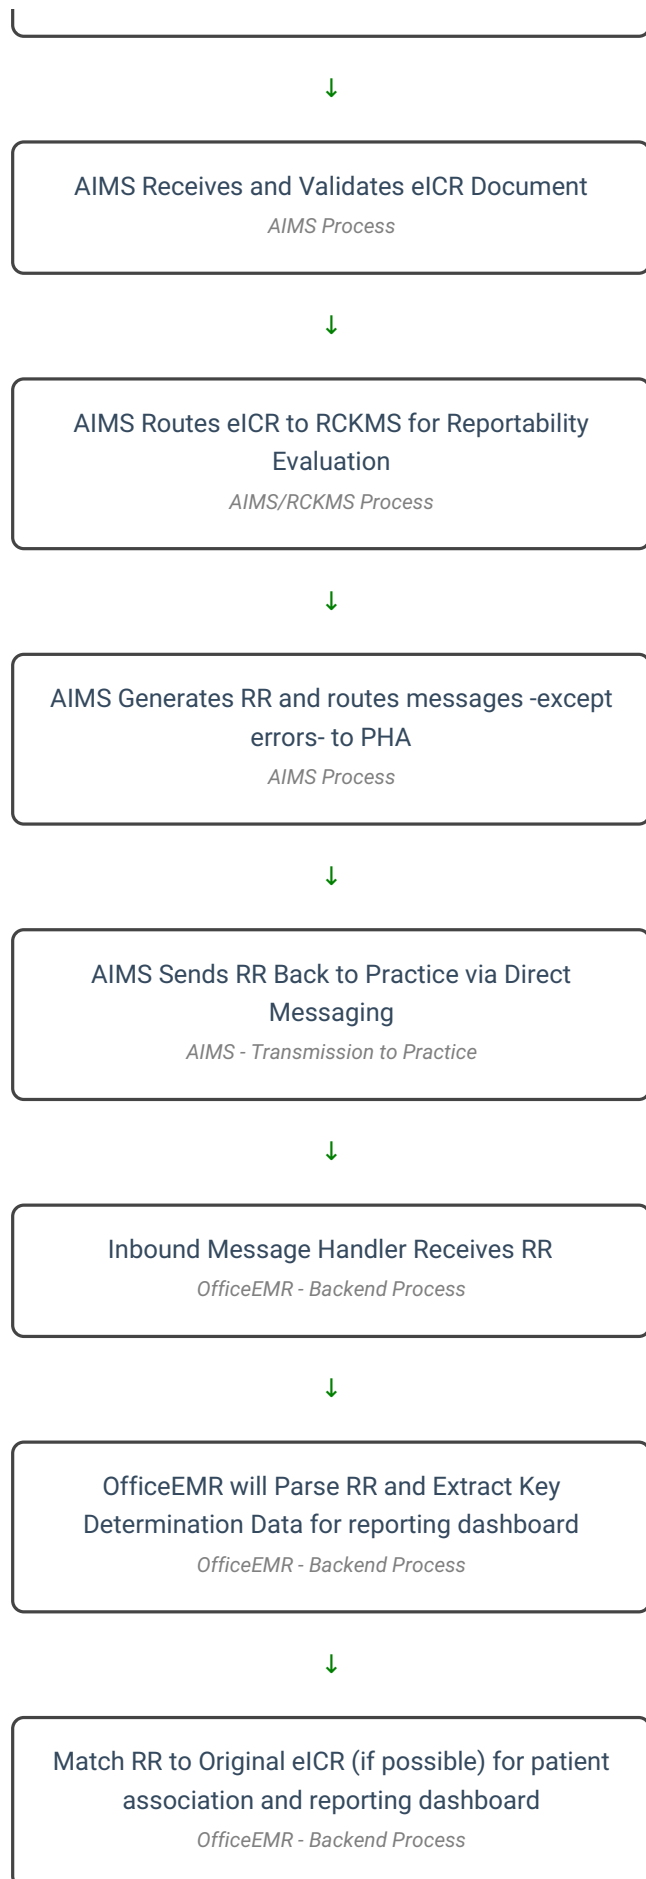 ↓
AIMS Receives and Validates eICR Document
AIMS Process
↓
AIMS Routes eICR to RCKMS for Reportability
Evaluation
AIMS/RCKMS Process
↓
AIMS Generates RR and routes messages -except
errors- to PHA
AIMS Process
↓
AIMS Sends RR Back to Practice via Direct
Messaging
AIMS - Transmission to Practice
↓
Inbound Message Handler Receives RR
OfficeEMR - Backend Process
↓
OfficeEMR will Parse RR and Extract Key
Determination Data for reporting dashboard
OfficeEMR - Backend Process
↓
Match RR to Original eICR (if possible) for patient
association and reporting dashboard
OfficeEMR - Backend Process